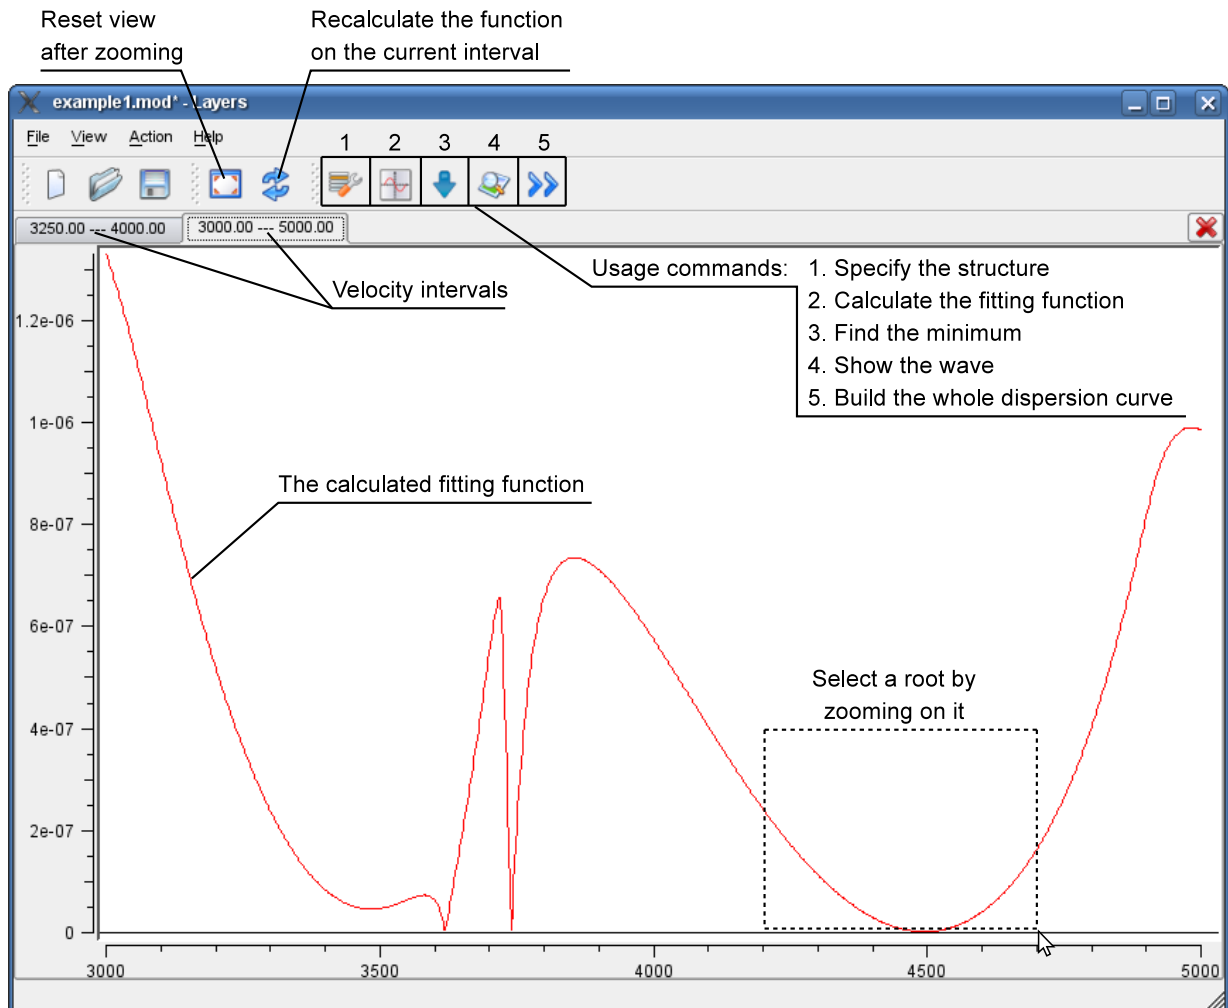 Reset view
after zooming
Recalculate the function
on the current interval
example1.mod* - Layers
File View Action Help
1 2 3 4 5
3250.00 --- 4000.00
3000.00 --- 5000.00
Velocity intervals
Usage commands:
1. Specify the structure
2. Calculate the fitting function
3. Find the minimum
4. Show the wave
5. Build the whole dispersion curve
The calculated fitting function
Select a root by
zooming on it
1.2e-06
1e-06
8e-07
6e-07
4e-07
2e-07
0
3000 3500 4000 4500 5000